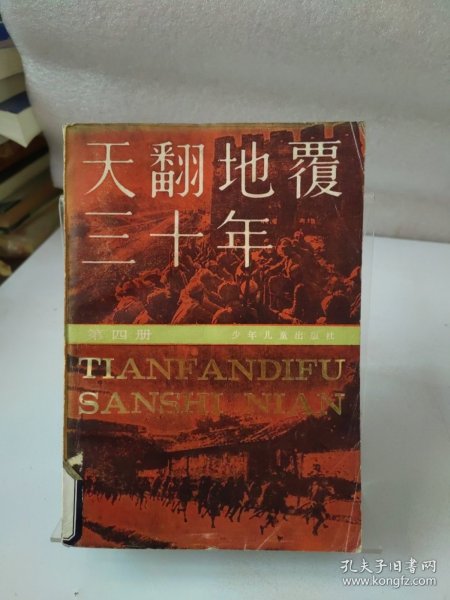 天翻地覆
三十年
第四册 少年儿童出版社
TIANFANDIFU
SANSHI NIAN
孔夫子旧书网
www.kongfz.com